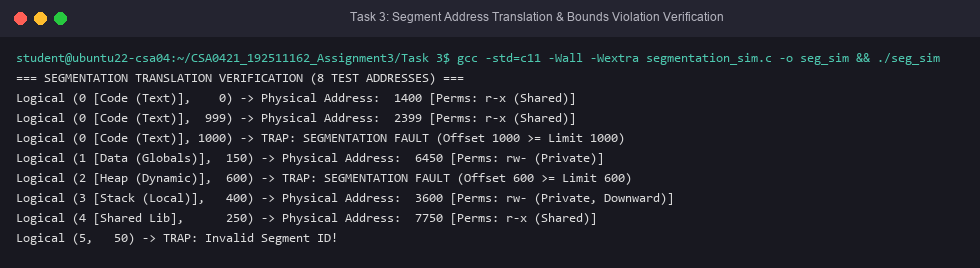 Task 3: Segment Address Translation & Bounds Violation Verification
student@ubuntu22-csa04:~/CSA0421_192511162_Assignment3/Task 3$ gcc -std=c11 -Wall -Wextra segmentation_sim.c -o seg_sim && ./seg_sim
=== SEGMENTATION TRANSLATION VERIFICATION (8 TEST ADDRESSES) ===
Logical (0 [Code (Text)],    0) -> Physical Address:  1400 [Perms: r-x (Shared)]
Logical (0 [Code (Text)],  999) -> Physical Address:  2399 [Perms: r-x (Shared)]
Logical (0 [Code (Text)], 1000) -> TRAP: SEGMENTATION FAULT (Offset 1000 >= Limit 1000)
Logical (1 [Data (Globals)],  150) -> Physical Address:  6450 [Perms: rw- (Private)]
Logical (2 [Heap (Dynamic)],  600) -> TRAP: SEGMENTATION FAULT (Offset 600 >= Limit 600)
Logical (3 [Stack (Local)],   400) -> Physical Address:  3600 [Perms: rw- (Private, Downward)]
Logical (4 [Shared Lib],      250) -> Physical Address:  7750 [Perms: r-x (Shared)]
Logical (5,   50) -> TRAP: Invalid Segment ID!